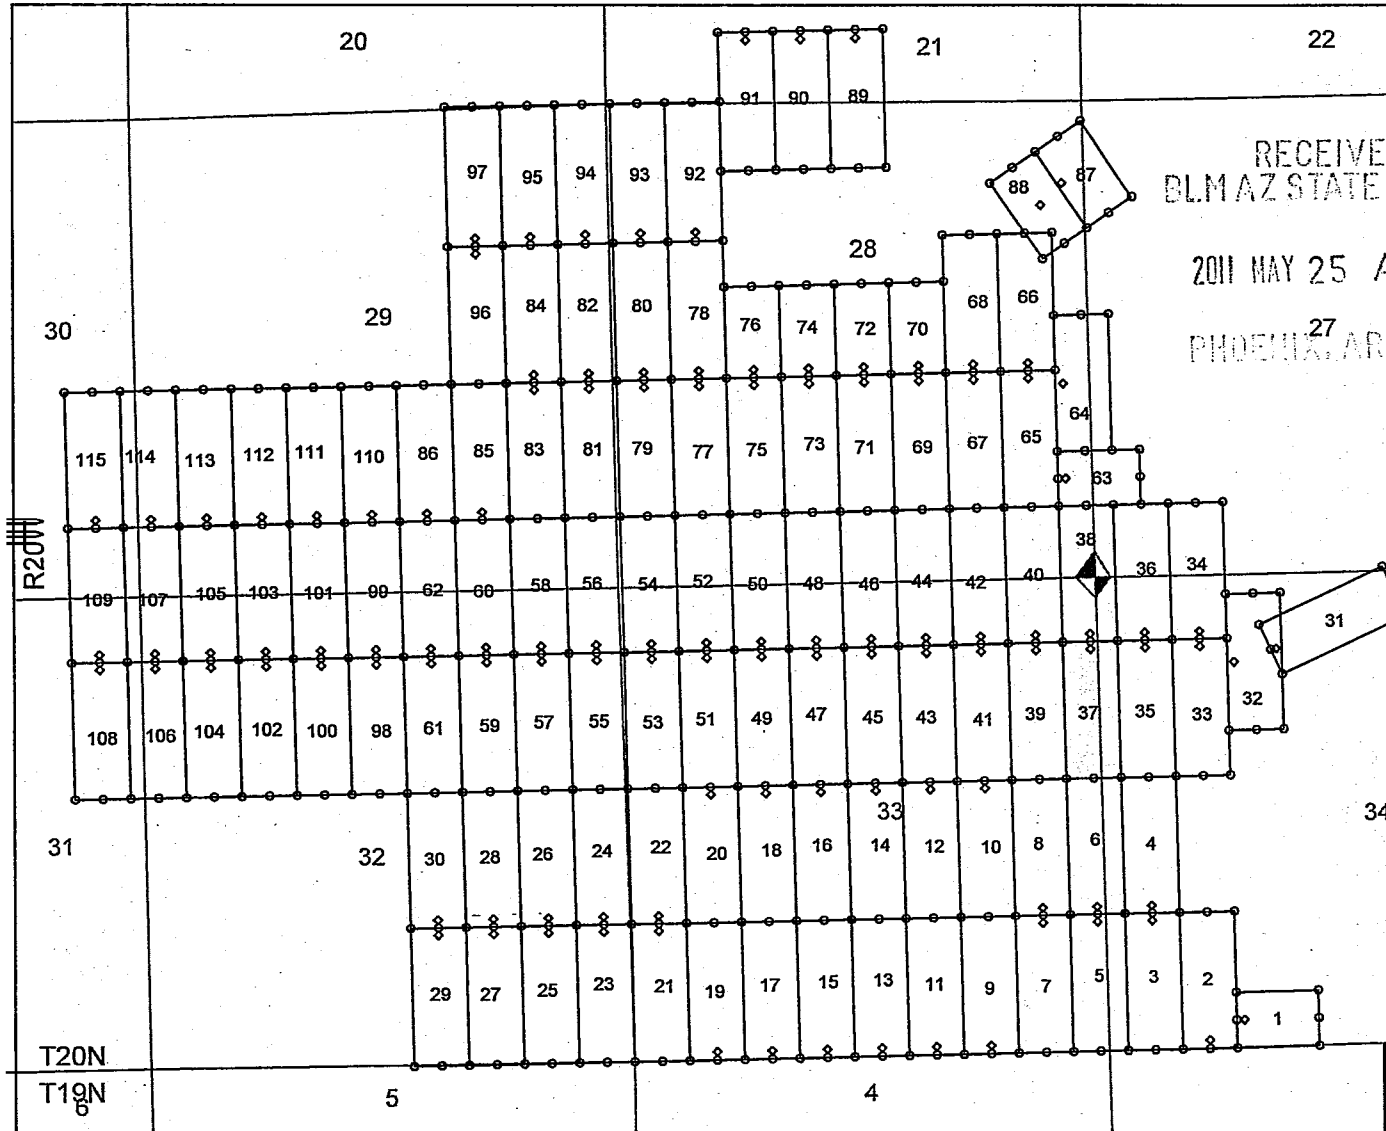 20 21 22
91 90 89
97 95 94 93 92 88 87
RECEIVE
BLM AZ STATE
2011 MAY 25 A
PHOENIX, AR
30 29 28 27
96 84 82 80 78 76 74 72 70 68 66
115 114 113 112 111 110 86 85 83 81 79 77 75 73 71 69 67 65 64
63
R20W
109 107 105 103 101 99 62 60 58 56 54 52 50 48 46 44 42 40 38 36 34
31
108 106 104 102 100 98 61 59 57 55 53 51 49 47 45 43 41 39 37 35 33 32
31 32 33 34
30 28 26 24 22 20 18 16 14 12 10 8 6 4
29 27 25 23 21 19 17 15 13 11 9 7 5 3 2 1
T20N
T19N
6 5 4